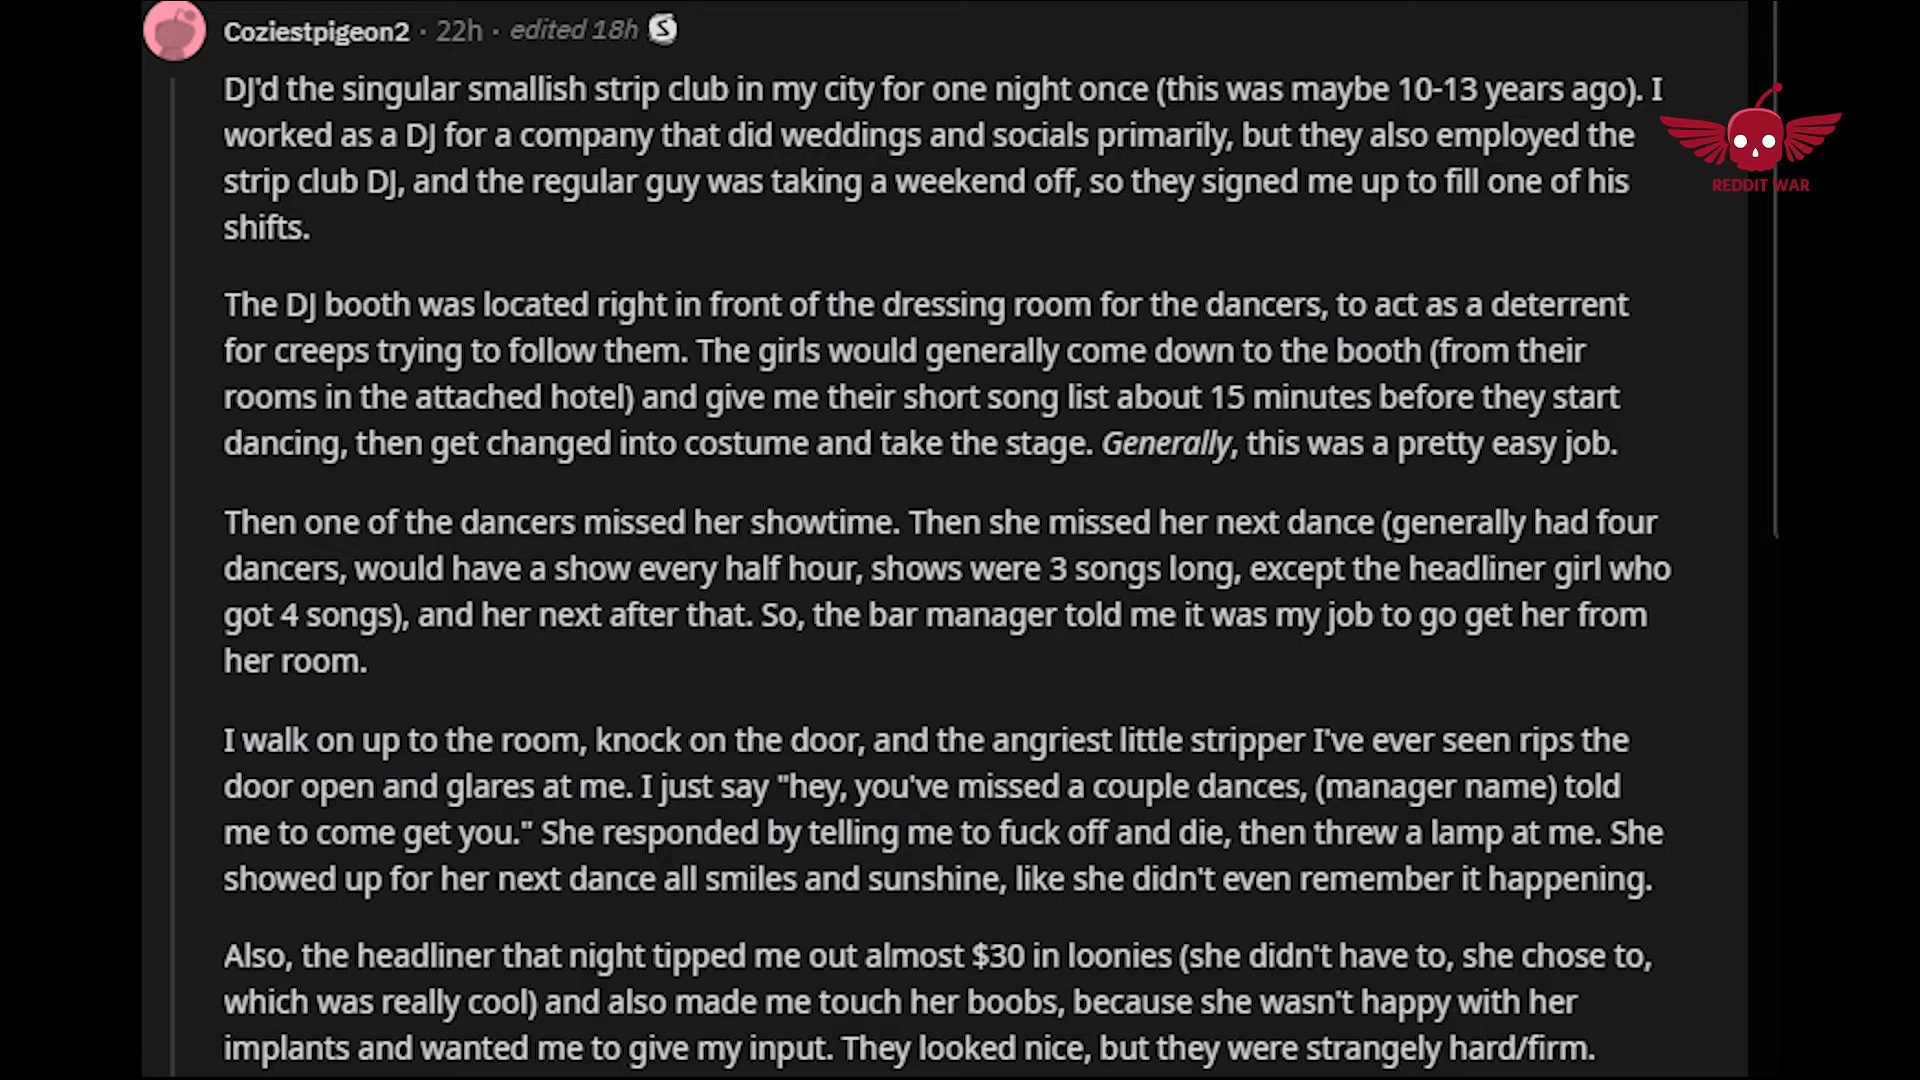 Coziestpigeon2 · 22h · edited 18h S
DJ'd the singular smallish strip club in my city for one night once (this was maybe 10-13 years ago). I
worked as a DJ for a company that did weddings and socials primarily, but they also employed the
strip club DJ, and the regular guy was taking a weekend off, so they signed me up to fill one of his
shifts.
REDDIT WAR
The DJ booth was located right in front of the dressing room for the dancers, to act as a deterrent
for creeps trying to follow them. The girls would generally come down to the booth (from their
rooms in the attached hotel) and give me their short song list about 15 minutes before they start
dancing, then get changed into costume and take the stage. Generally, this was a pretty easy job.
Then one of the dancers missed her showtime. Then she missed her next dance (generally had four
dancers, would have a show every half hour, shows were 3 songs long, except the headliner girl who
got 4 songs), and her next after that. So, the bar manager told me it was my job to go get her from
her room.
I walk on up to the room, knock on the door, and the angriest little stripper I've ever seen rips the
door open and glares at me. I just say "hey, you've missed a couple dances, (manager name) told
me to come get you." She responded by telling me to fuck off and die, then threw a lamp at me. She
showed up for her next dance all smiles and sunshine, like she didn't even remember it happening.
Also, the headliner that night tipped me out almost $30 in loonies (she didn't have to, she chose to,
which was really cool) and also made me touch her boobs, because she wasn't happy with her
implants and wanted me to give my input. They looked nice, but they were strangely hard/firm.